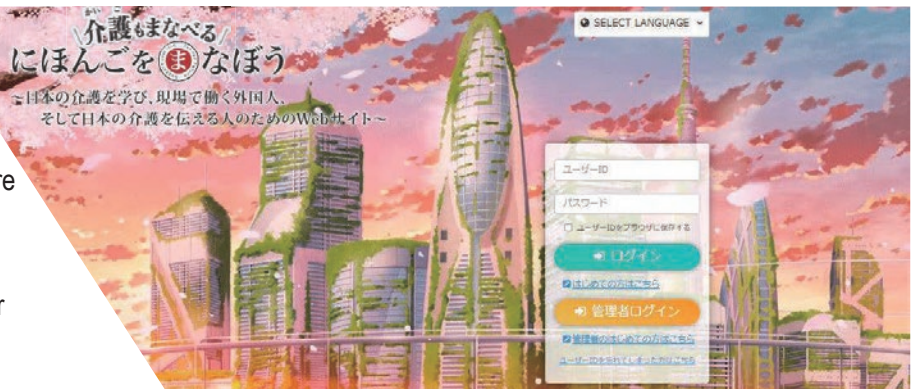 かい ご
介護もまなべる
にほんごをまなぼう
~日本の介護を学び、現場で働く外国人、
そして日本の介護を伝える人のためのWebサイト~
SELECT LANGUAGE
ユーザーID
パスワード
ユーザーIDをブラウザに保存する
ログイン
はじめての方はこちら
管理者ログイン
管理者のはじめての方はこちら
ユーザーIDを忘れてしまった方はこちら
re
r